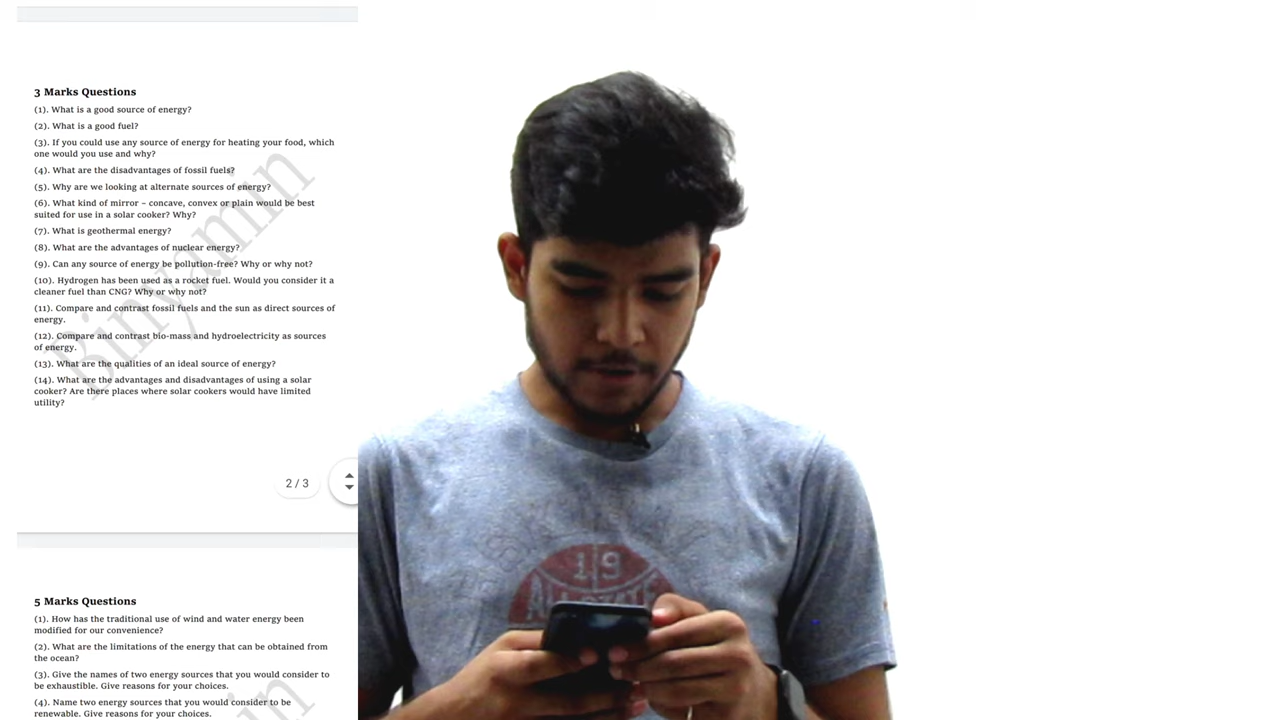 3 Marks Questions
(1). What is a good source of energy?
(2). What is a good fuel?
(3). If you could use any source of energy for heating your food, which
one would you use and why?
(4). What are the disadvantages of fossil fuels?
(5). Why are we looking at alternate sources of energy?
(6). What kind of mirror – concave, convex or plain would be best
suited for use in a solar cooker? Why?
(7). What is geothermal energy?
(8). What are the advantages of nuclear energy?
(9). Can any source of energy be pollution-free? Why or why not?
(10). Hydrogen has been used as a rocket fuel. Would you consider it a
cleaner fuel than CNG? Why or why not?
(11). Compare and contrast fossil fuels and the sun as direct sources of
energy.
(12). Compare and contrast bio-mass and hydroelectricity as sources
of energy.
(13). What are the qualities of an ideal source of energy?
(14). What are the advantages and disadvantages of using a solar
cooker? Are there places where solar cookers would have limited
utility?
Binyamin
2 / 3
5 Marks Questions
(1). How has the traditional use of wind and water energy been
modified for our convenience?
(2). What are the limitations of the energy that can be obtained from
the ocean?
(3). Give the names of two energy sources that you would consider to
be exhaustible. Give reasons for your choices.
(4). Name two energy sources that you would consider to be
renewable. Give reasons for your choices.
19